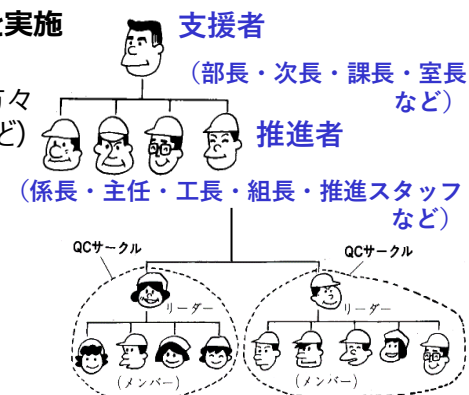 実施
支援者
（部長・次長・課長・室長
など）
々
ど)
推進者
（係長・主任・工長・組長・推進スタッフ
など）
QCサークル
QCサークル
リーダー
リーダー
(メンバー)
(メンバー)